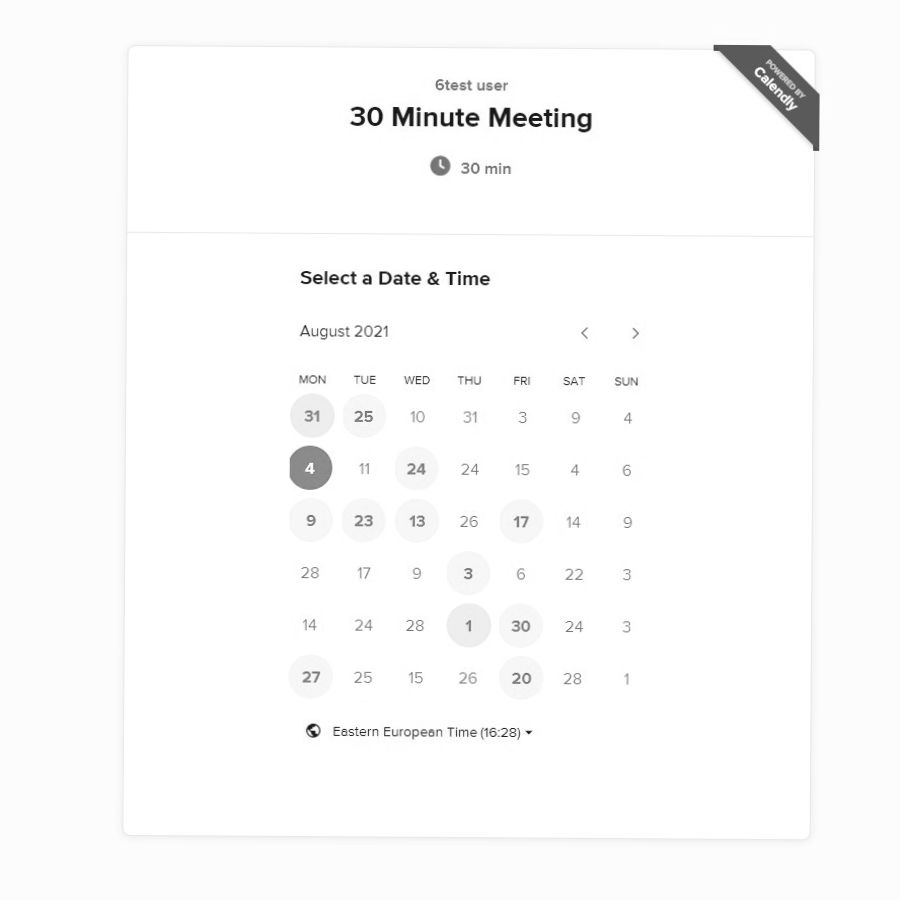 POWERED BY
Calendly
6test user
30 Minute Meeting
30 min
Select a Date & Time
August 2021
MON TUE WED THU FRI SAT SUN
31 25 10 31 3 9 4
4 11 24 24 15 4 6
9 23 13 26 17 14 9
28 17 9 3 6 22 3
14 24 28 1 30 24 3
27 25 15 26 20 28 1
Eastern European Time (16:28)